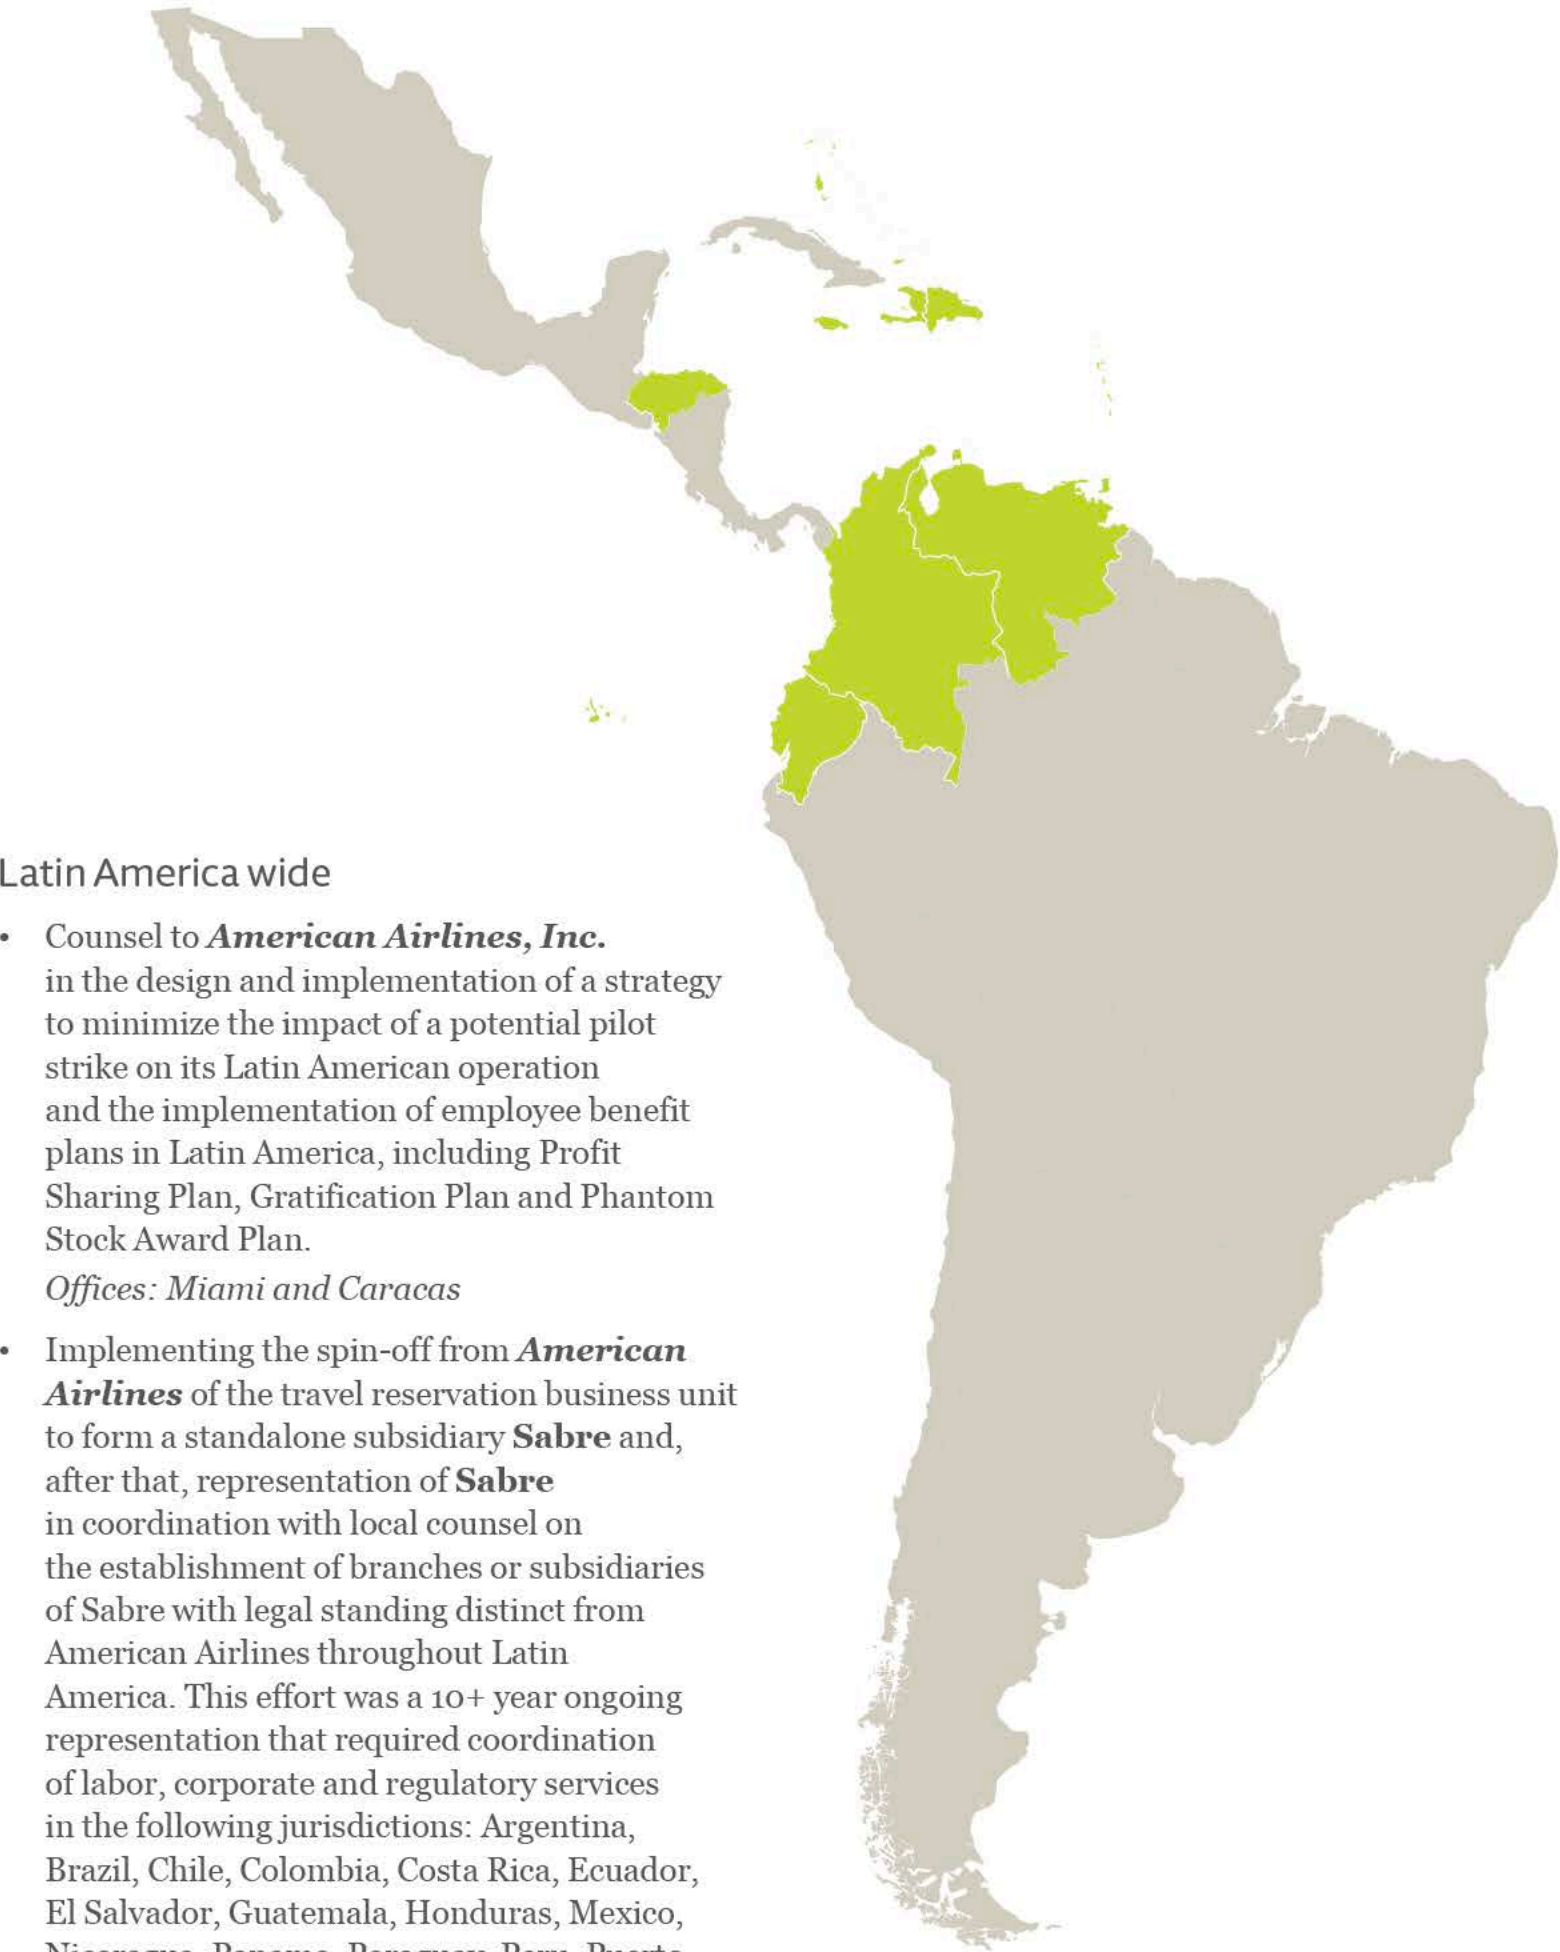 Latin America wide
• Counsel to American Airlines, Inc.
in the design and implementation of a strategy
to minimize the impact of a potential pilot
strike on its Latin American operation
and the implementation of employee benefit
plans in Latin America, including Profit
Sharing Plan, Gratification Plan and Phantom
Stock Award Plan.
Offices: Miami and Caracas
• Implementing the spin-off from American
Airlines of the travel reservation business unit
to form a standalone subsidiary Sabre and,
after that, representation of Sabre
in coordination with local counsel on
the establishment of branches or subsidiaries
of Sabre with legal standing distinct from
American Airlines throughout Latin
America. This effort was a 10+ year ongoing
representation that required coordination
of labor, corporate and regulatory services
in the following jurisdictions: Argentina,
Brazil, Chile, Colombia, Costa Rica, Ecuador,
El Salvador, Guatemala, Honduras, Mexico,
Nicaragua, Panama, Paraguay, Peru, Puerto